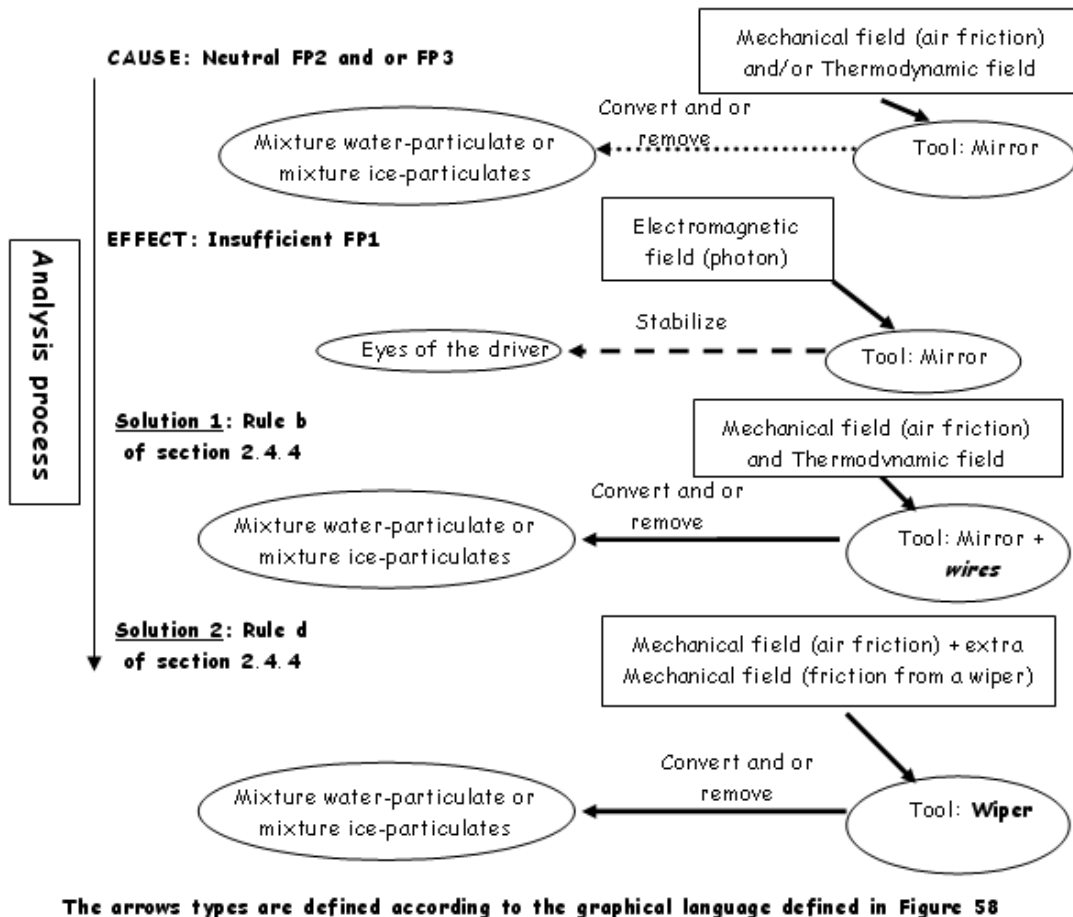 Mechanical field (air friction)
and/or Thermodynamic field
CAUSE: Neutral FP2 and or FP3
Convert and or
remove
Mixture water-particulate or
mixture ice-particulates
Tool: Mirror
Electromagnetic
field (photon)
EFFECT: Insufficient FP1
Analysis process
Stabilize
Eyes of the driver
Tool: Mirror
Solution 1: Rule b
of section 2.4.4
Mechanical field (air friction)
and Thermodynamic field
Convert and or
remove
Mixture water-particulate or
mixture ice-particulates
Tool: Mirror +
wires
Solution 2: Rule d
of section 2.4.4
Mechanical field (air friction) + extra
Mechanical field (friction from a wiper)
Convert and or
remove
Mixture water-particulate or
mixture ice-particulates
Tool: Wiper
The arrows types are defined according to the graphical language defined in Figure 58